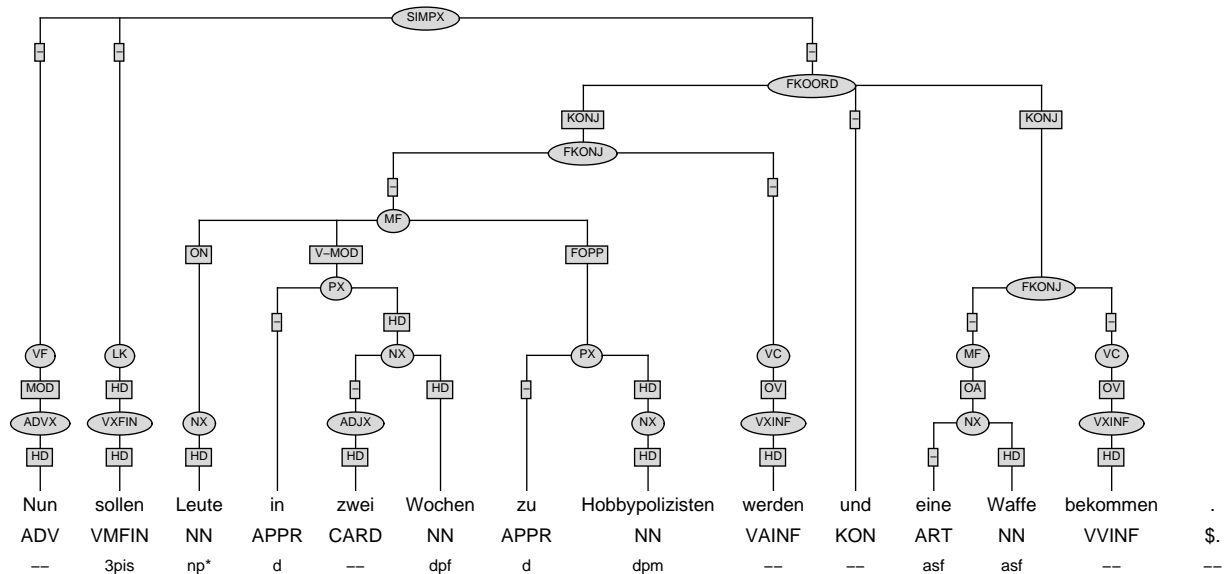 SIMPX
– – –
FKOORD
KONJ – KONJ
FKONJ
– –
MF
ON V–MOD FOPP
PX FKONJ
– HD – –
VF LK NX PX VC MF VC
MOD HD – HD – HD OV OA OV
ADVX VXFIN NX ADJX NX VXINF NX VXINF
HD HD HD HD HD HD – HD HD
Nun sollen Leute in zwei Wochen zu Hobbypolizisten werden und eine Waffe bekommen .
ADV VMFIN NN APPR CARD NN APPR NN VAINF KON ART NN VVINF $.
–– 3pis np* d –– dpf d dpm –– –– asf asf –– ––